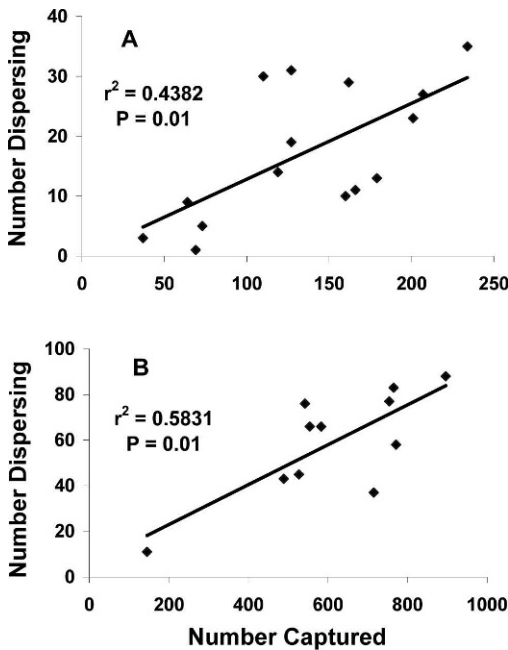 A
r² = 0.4382
P = 0.01
Number Dispersing
40
30
20
10
0
0 50 100 150 200 250
B
r² = 0.5831
P = 0.01
Number Dispersing
100
80
60
40
20
0
0 200 400 600 800 1000
Number Captured